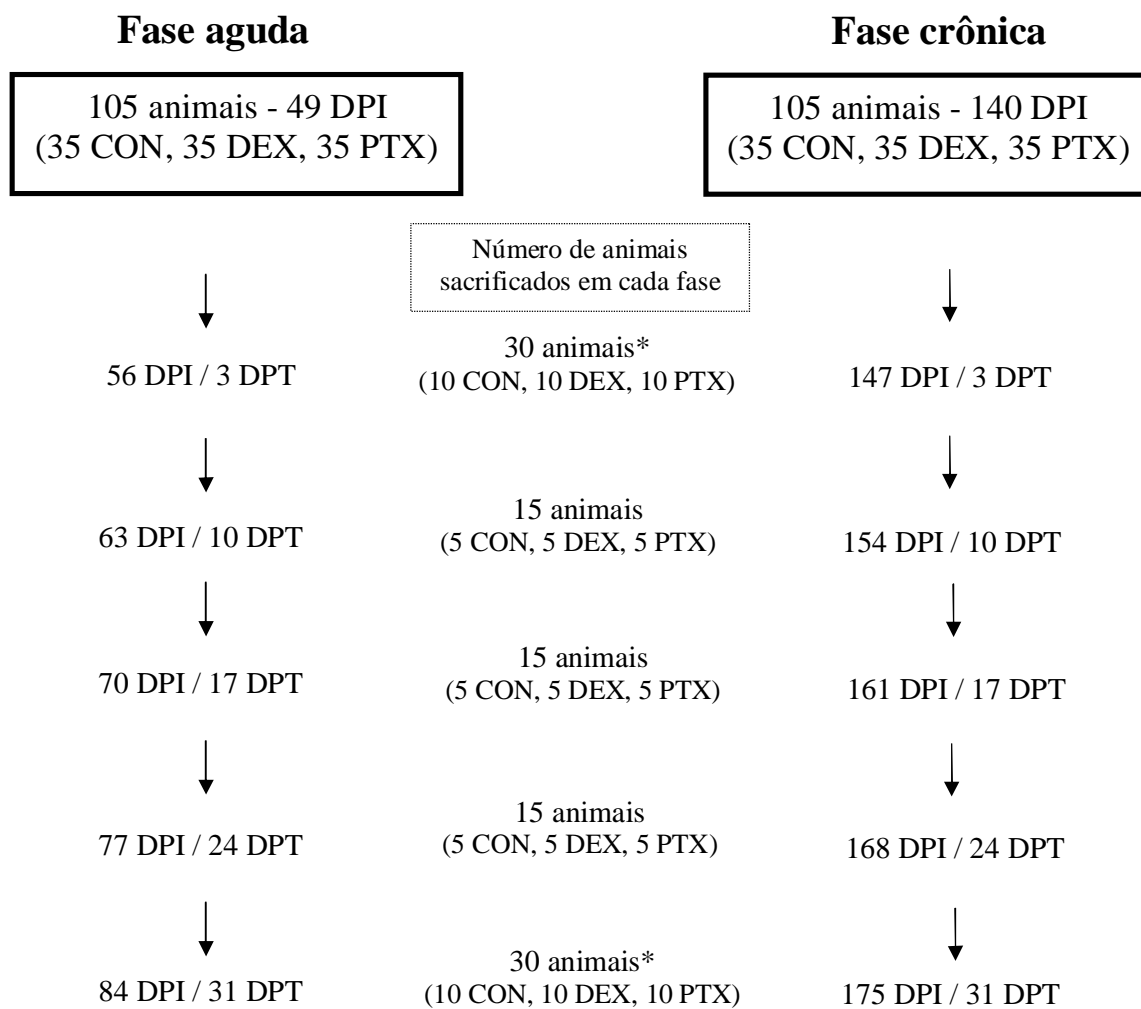 Fase aguda
Fase crônica
105 animais - 49 DPI
(35 CON, 35 DEX, 35 PTX)
105 animais - 140 DPI
(35 CON, 35 DEX, 35 PTX)
Número de animais
sacrificados em cada fase
56 DPI / 3 DPT
30 animais*
(10 CON, 10 DEX, 10 PTX)
147 DPI / 3 DPT
63 DPI / 10 DPT
15 animais
(5 CON, 5 DEX, 5 PTX)
154 DPI / 10 DPT
70 DPI / 17 DPT
15 animais
(5 CON, 5 DEX, 5 PTX)
161 DPI / 17 DPT
77 DPI / 24 DPT
15 animais
(5 CON, 5 DEX, 5 PTX)
168 DPI / 24 DPT
84 DPI / 31 DPT
30 animais*
(10 CON, 10 DEX, 10 PTX)
175 DPI / 31 DPT